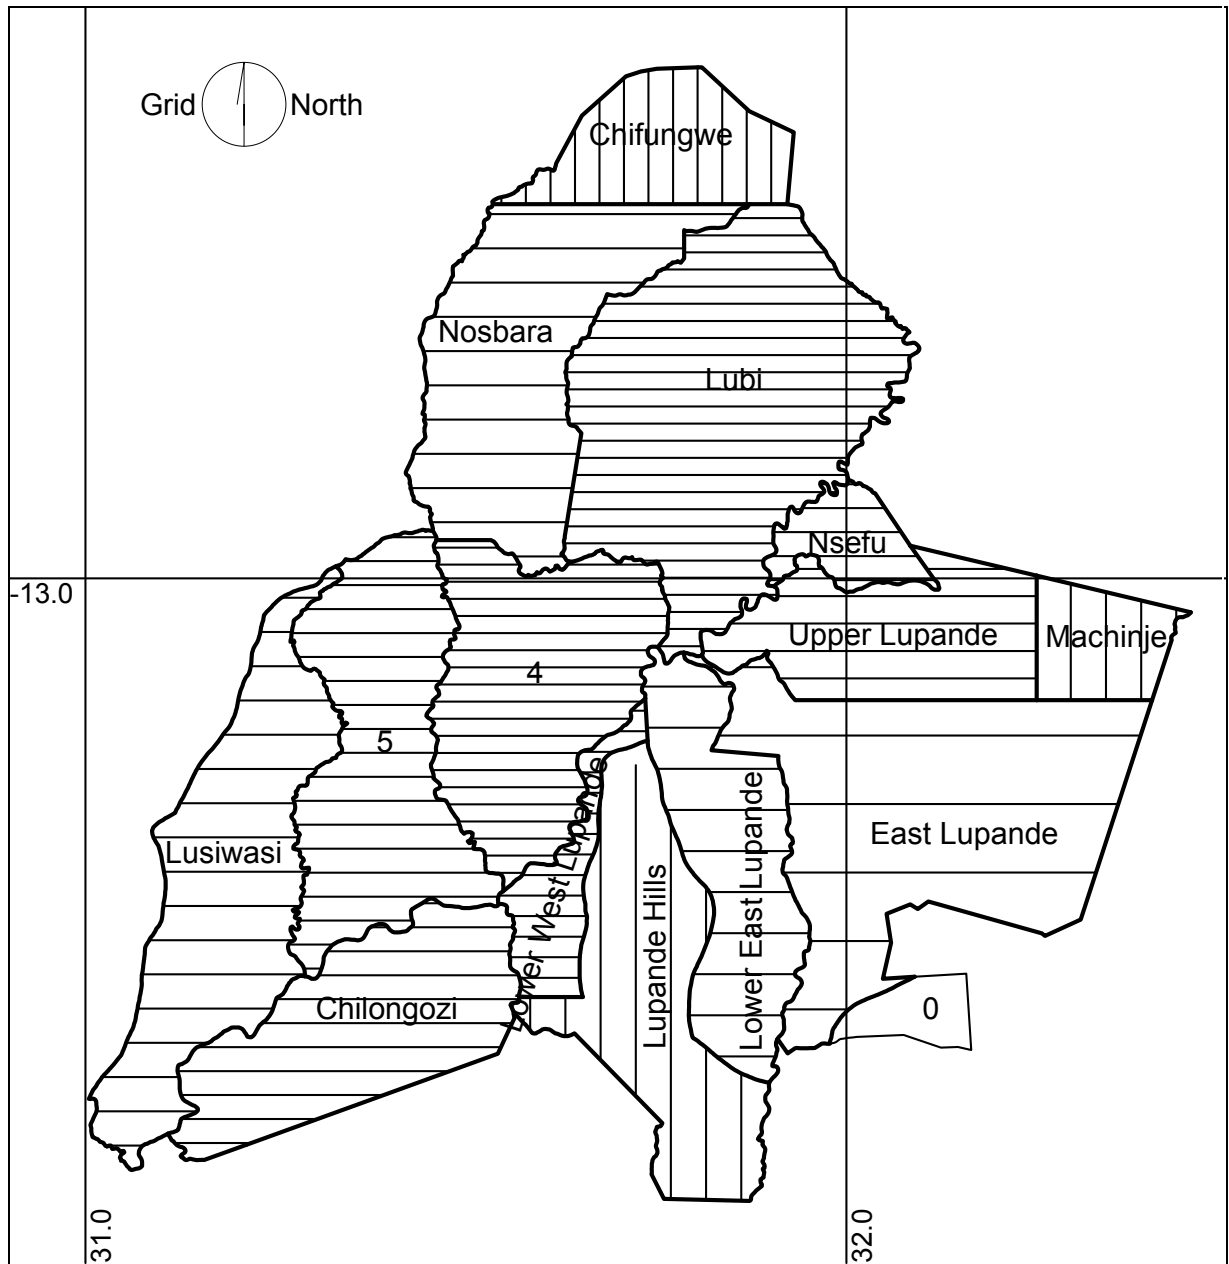 Grid North
Chifungwe
Nosbara
Lubi
Nsefu
-13.0
Upper Lupande
Machinje
4
5
Lower West Lupande
East Lupande
Lusiwasi
Lupande Hills
Lower East Lupande
Chilongozi
0
31.0
32.0